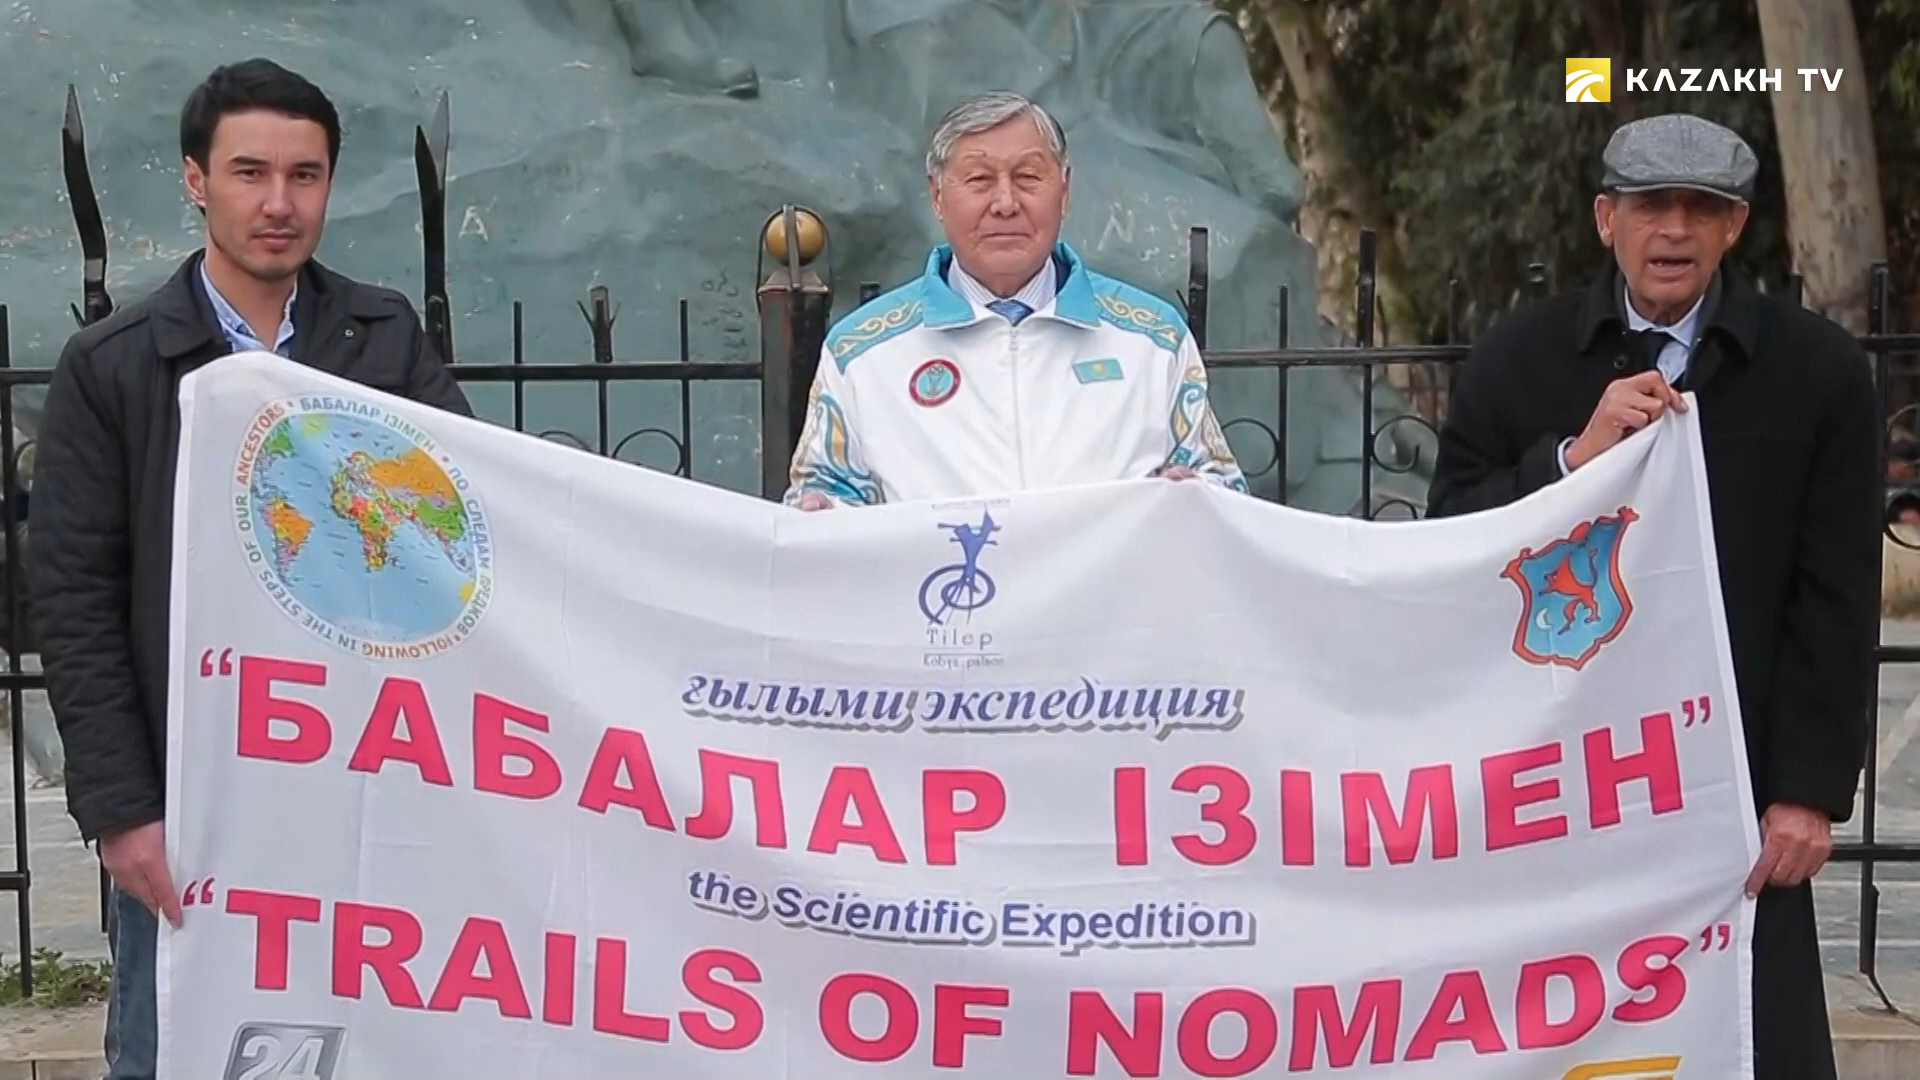 KAZAKH TV
FOLLOWING IN THE STEPS OF OUR ANCESTORS • БАБАЛАР ІЗІМЕН • ПО СЛЕДАМ ПРЕДКОВ •
Tilep
Kobyz palace
ғылыми экспедиция
“БАБАЛАР ІЗІМЕН”
the Scientific Expedition
“TRAILS OF NOMADS”
24